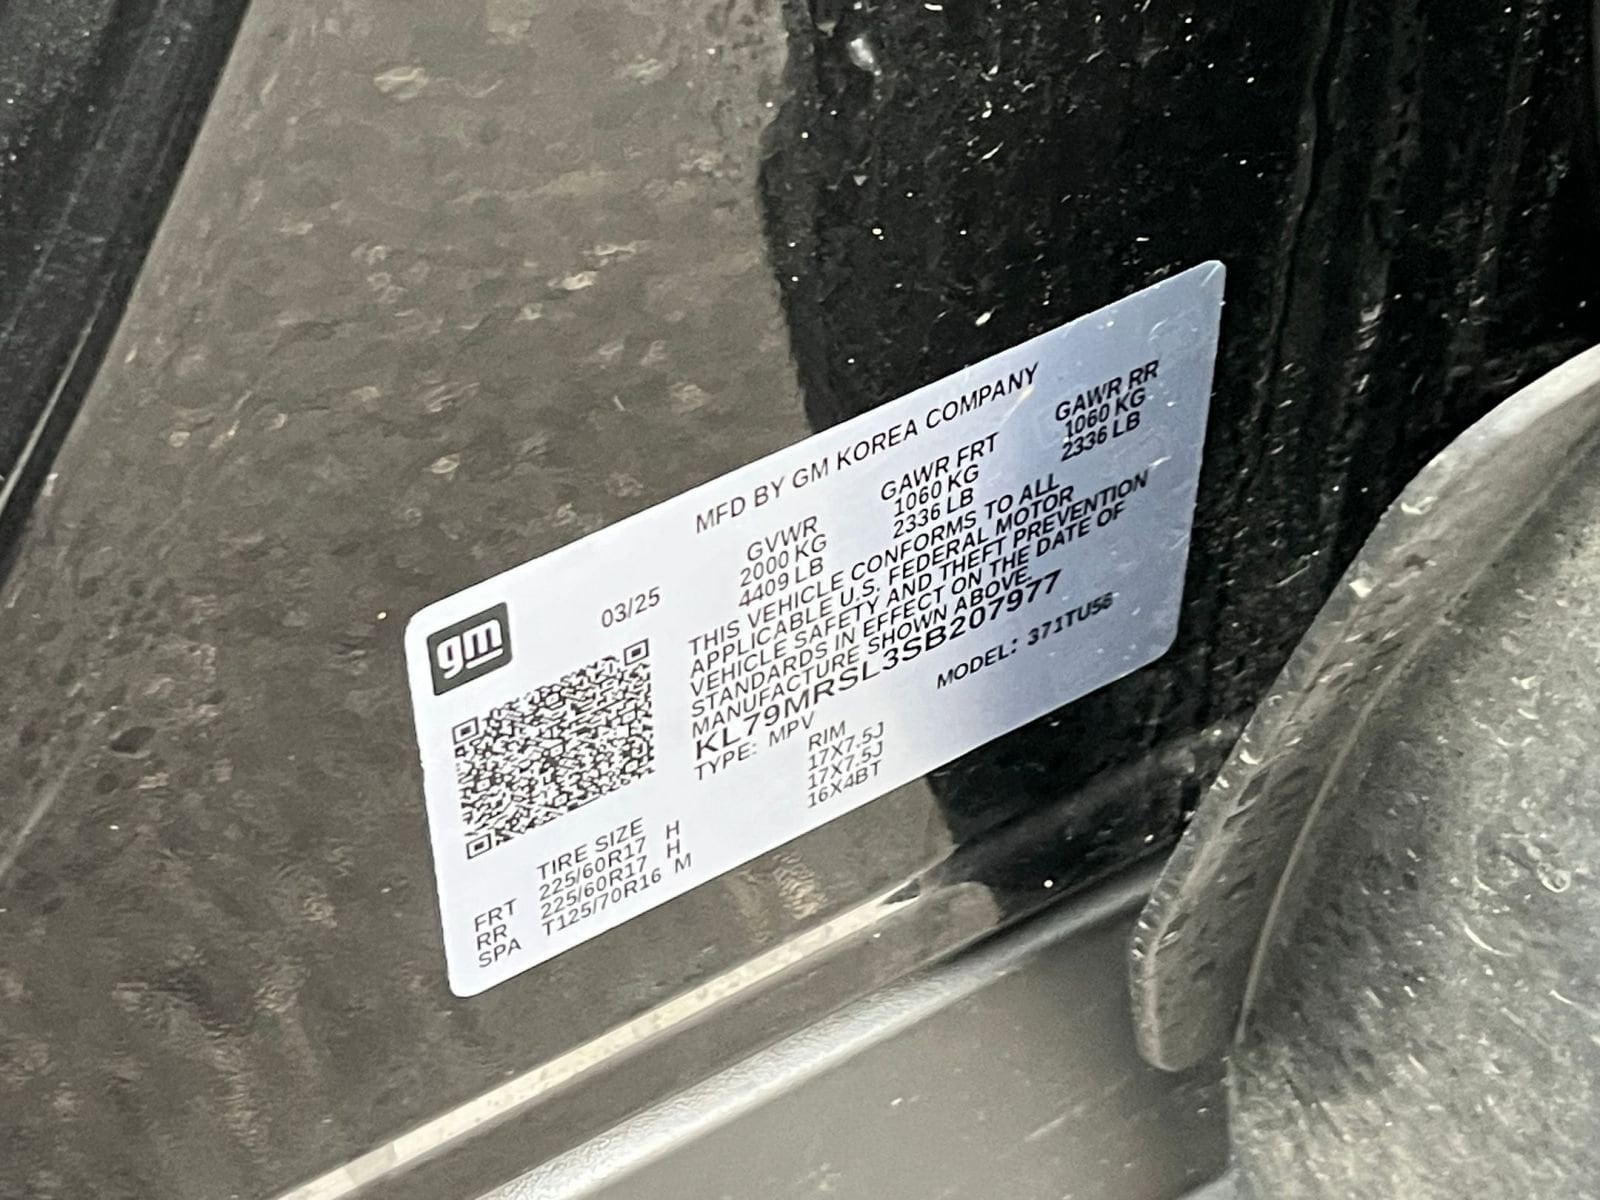 gm
03/25
MFD BY GM KOREA COMPANY
GVWR GAWR FRT GAWR RR
2000 KG 1060 KG 1060 KG
4409 LB 2336 LB 2336 LB
THIS VEHICLE CONFORMS TO ALL
APPLICABLE U.S. FEDERAL MOTOR
VEHICLE SAFETY AND THEFT PREVENTION
STANDARDS IN EFFECT ON THE DATE OF
MANUFACTURE SHOWN ABOVE.
KL79MRSL3SB207977
TYPE: MPV MODEL: 371TU56
TIRE SIZE RIM
FRT 225/60R17 H 17X7.5J
RR 225/60R17 H 17X7.5J
SPA T125/70R16 M 16X4BT